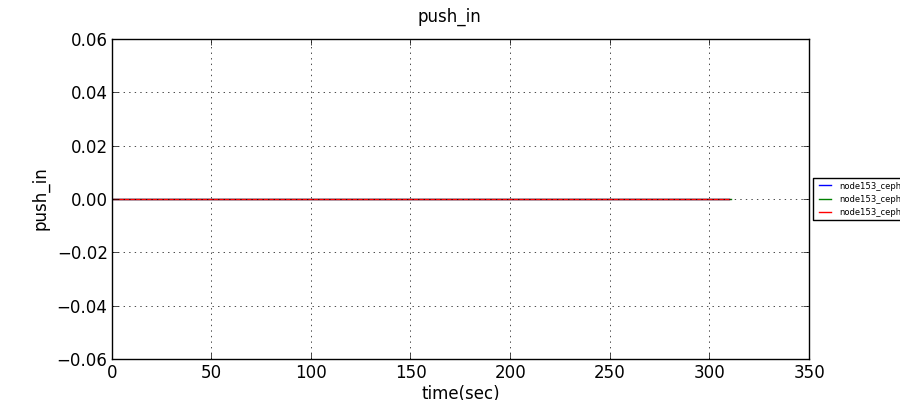 push_in
0.06
0.04
0.02
0.00
−0.02
−0.04
−0.06
push_in
0 50 100 150 200 250 300 350
time(sec)
node153_ceph
node153_ceph
node153_ceph